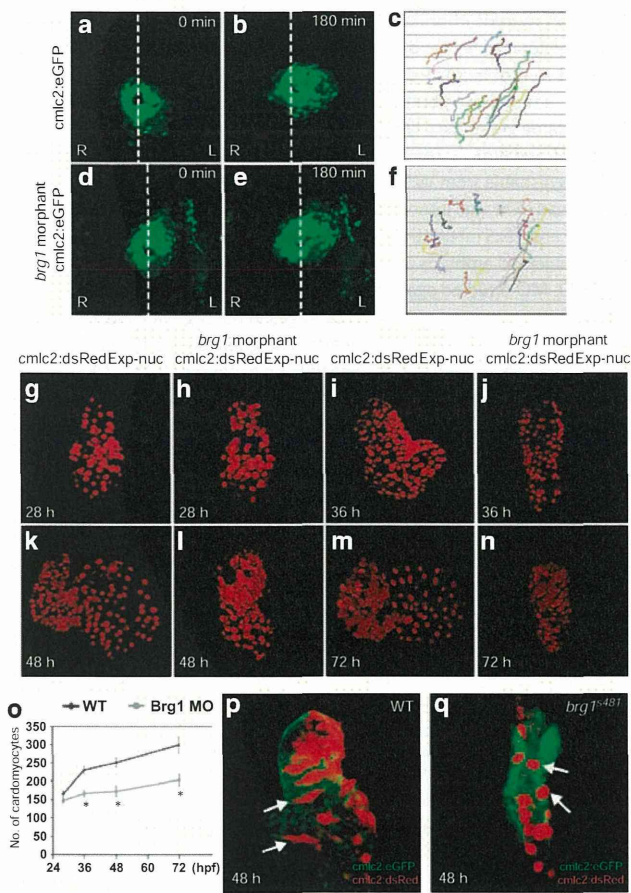 a 0 min b 180 min c
cmlc2:eGFP
R L R L
d 0 min e 180 min f
brg1 morphant
cmlc2:eGFP
R L R L
brg1 morphant brg1 morphant
cmlc2:dsRedExp-nuc cmlc2:dsRedExp-nuc cmlc2:dsRedExp-nuc cmlc2:dsRedExp-nuc
g h i j
28 h 28 h 36 h 36 h
k l m n
48 h 48 h 72 h 72 h
o WT Brg1 MO
No. of cardomyocytes
350
300
250
200
150
100
50
0
* * *
24 36 48 60 72 (hpf)
p WT
48 h
cmlc2:eGFP
cmlc2:dsRed
q brg1s481
48 h
cmlc2:eGFP
cmlc2:dsRed